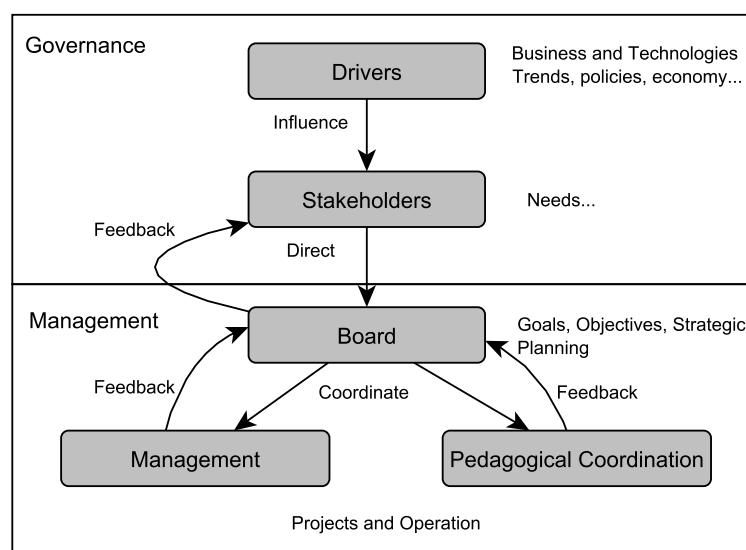 Governance
Drivers
Business and Technologies
Trends, policies, economy...
Influence
Stakeholders
Needs...
Feedback
Direct
Management
Board
Goals, Objectives, Strategic
Planning
Feedback
Coordinate
Feedback
Management
Pedagogical Coordination
Projects and Operation